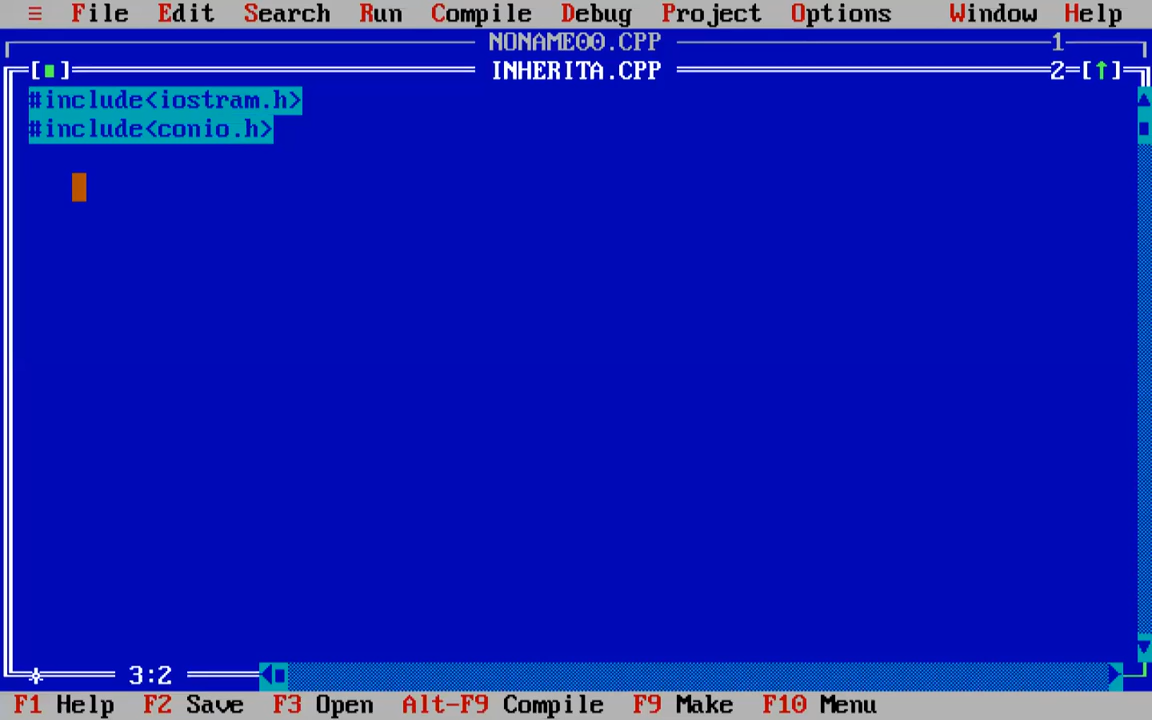 ≡ File Edit Search Run Compile Debug Project Options Window Help
NONAME00.CPP 1
[■] INHERITA.CPP 2=[↑]
#include<iostram.h>
#include<conio.h>
3:2
F1 Help F2 Save F3 Open Alt-F9 Compile F9 Make F10 Menu